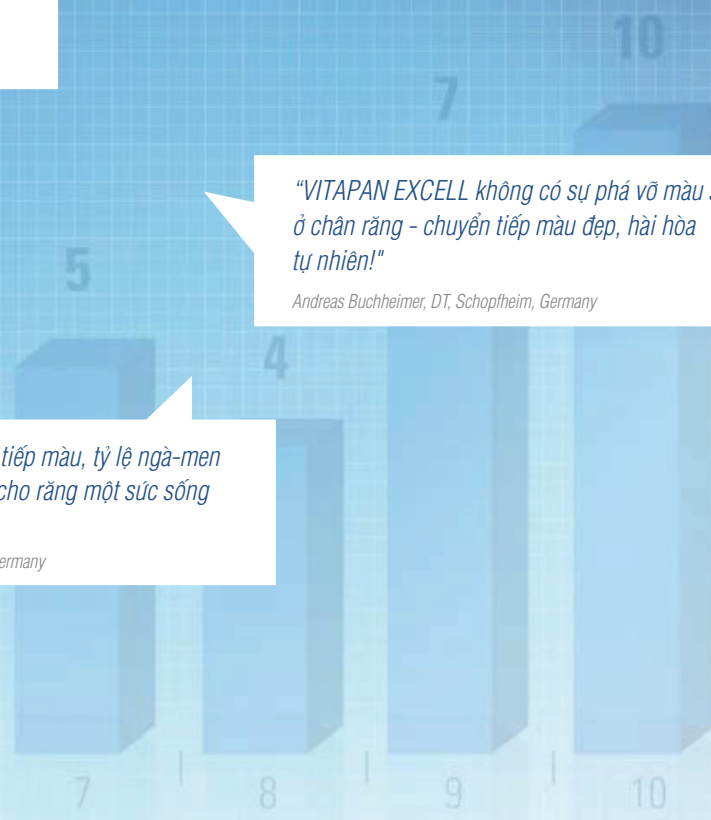 10
7
“VITAPAN EXCELL không có sự phá vỡ màu s
ở chân răng - chuyển tiếp màu đẹp, hài hòa
tự nhiên!"
Andreas Buchheimer, DT, Schopfheim, Germany
5
4
tiếp màu, tỷ lệ ngà-men
cho răng một sức sống
ermany
7
8
9
10